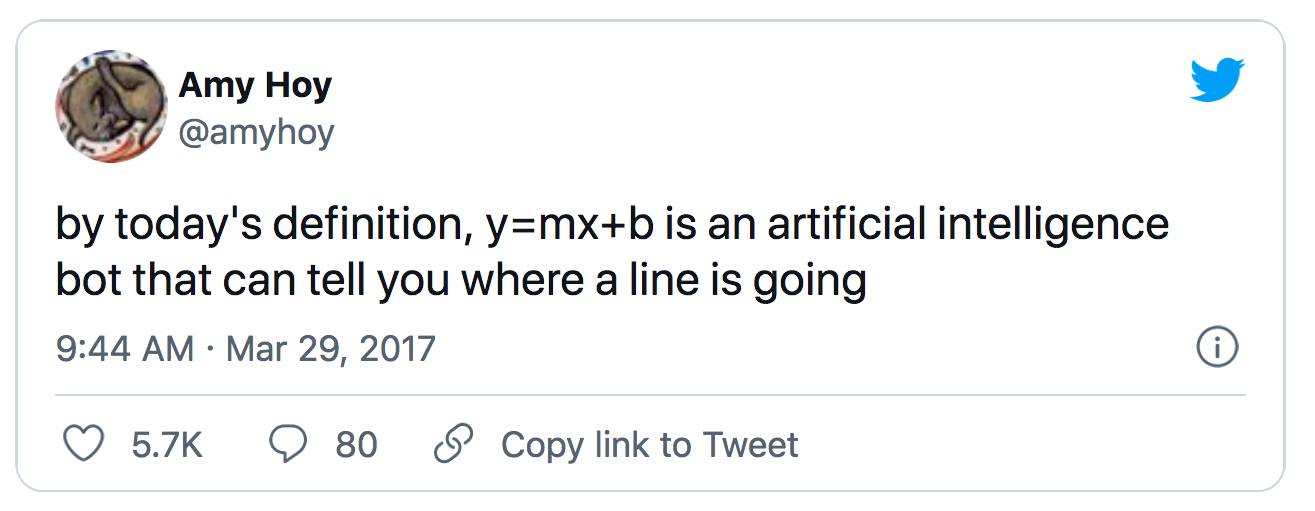 Amy Hoy
@amyhoy
by today's definition, y=mx+b is an artificial intelligence
bot that can tell you where a line is going
9:44 AM · Mar 29, 2017
5.7K 80 Copy link to Tweet